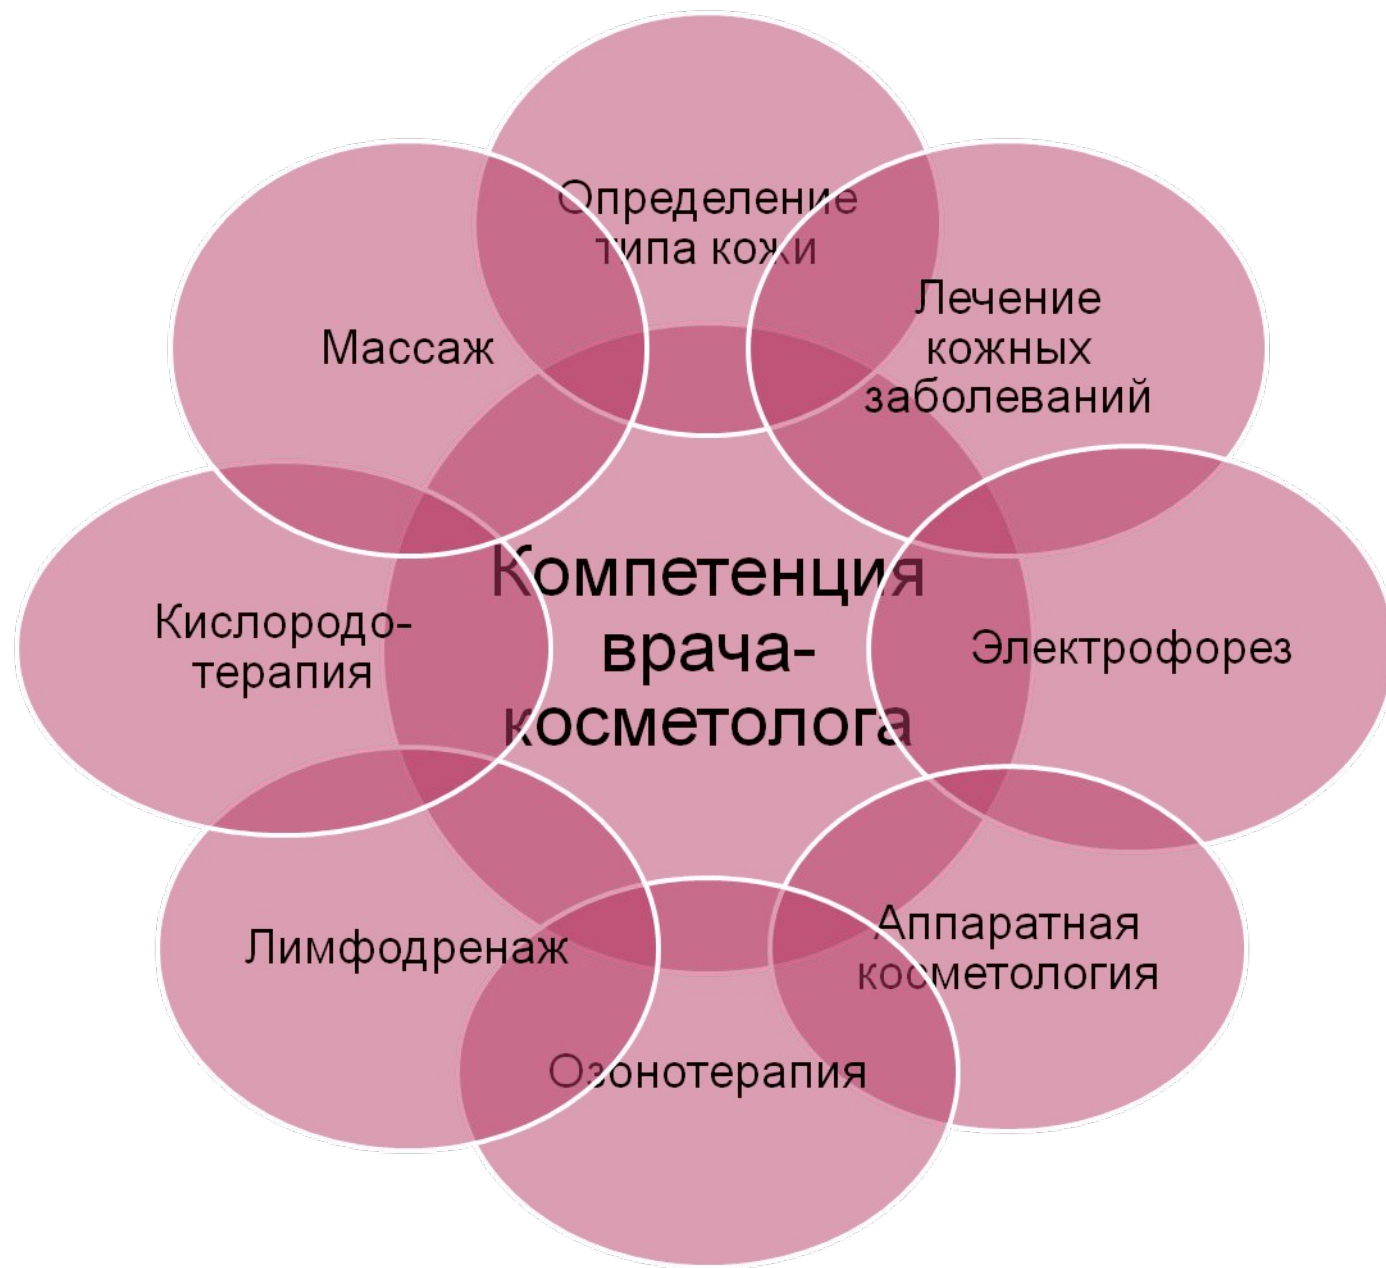 Определение
типа кожи
Лечение
кожных
заболеваний
Массаж
Компетенция
врача-
косметолога
Кислородо-
терапия
Электрофорез
Лимфодренаж
Аппаратная
косметология
Озонотерапия